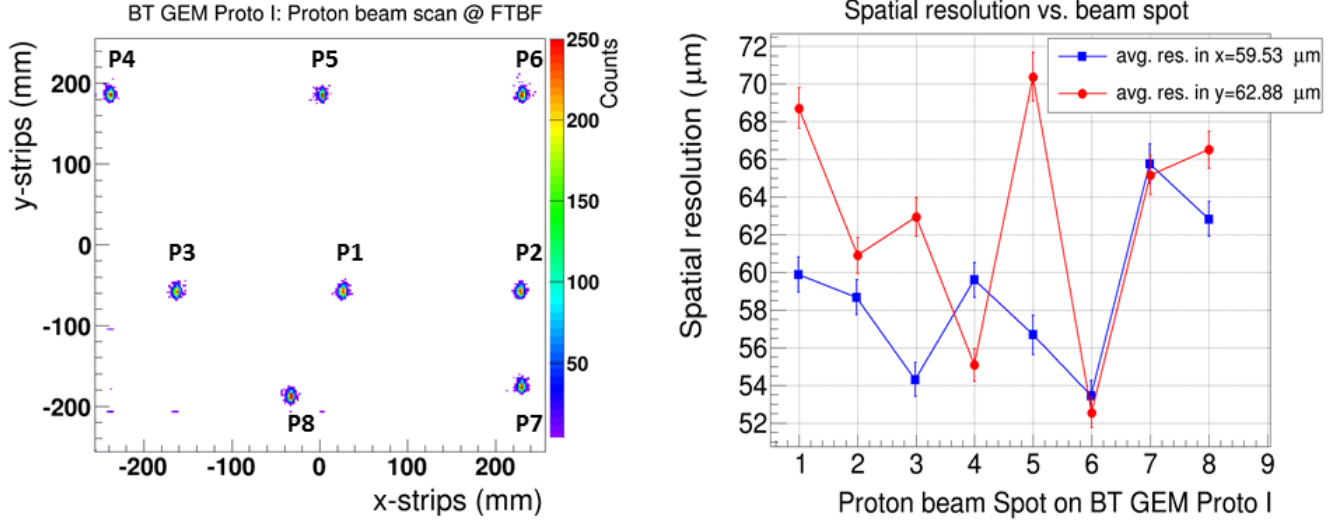 BT GEM Proto I: Proton beam scan @ FTBF
P4
P5
P6
P3
P1
P2
P8
P7
y-strips (mm)
200
100
0
-100
-200
-200
-100
0
100
200
x-strips (mm)
250
200
150
100
50
Counts
Spatial resolution vs. beam spot
avg. res. in x=59.53 μm
avg. res. in y=62.88 μm
Spatial resolution (μm)
72
70
68
66
64
62
60
58
56
54
52
1 2 3 4 5 6 7 8 9
Proton beam Spot on BT GEM Proto I